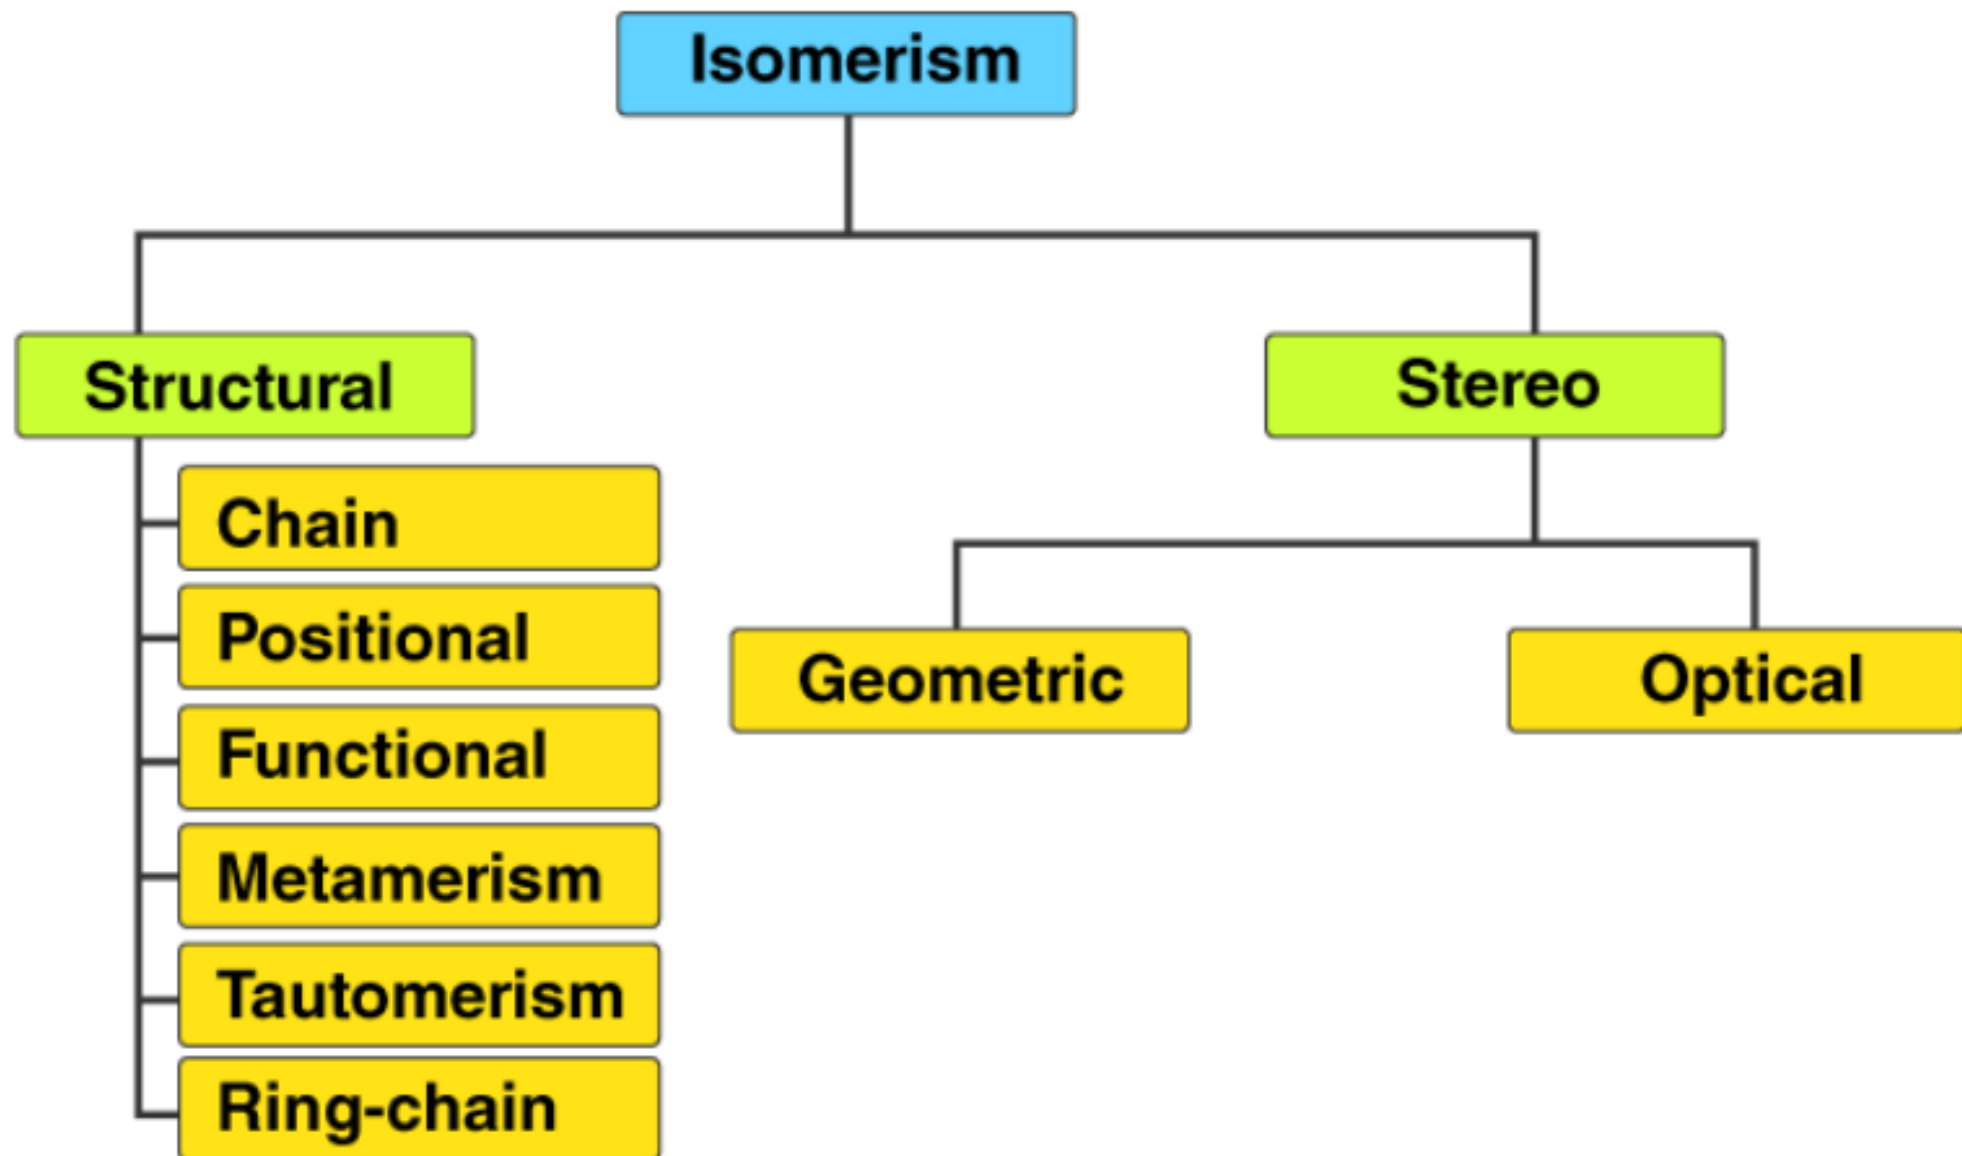 Isomerism
Structural
Stereo
Chain
Positional
Functional
Metamerism
Tautomerism
Ring-chain
Geometric
Optical